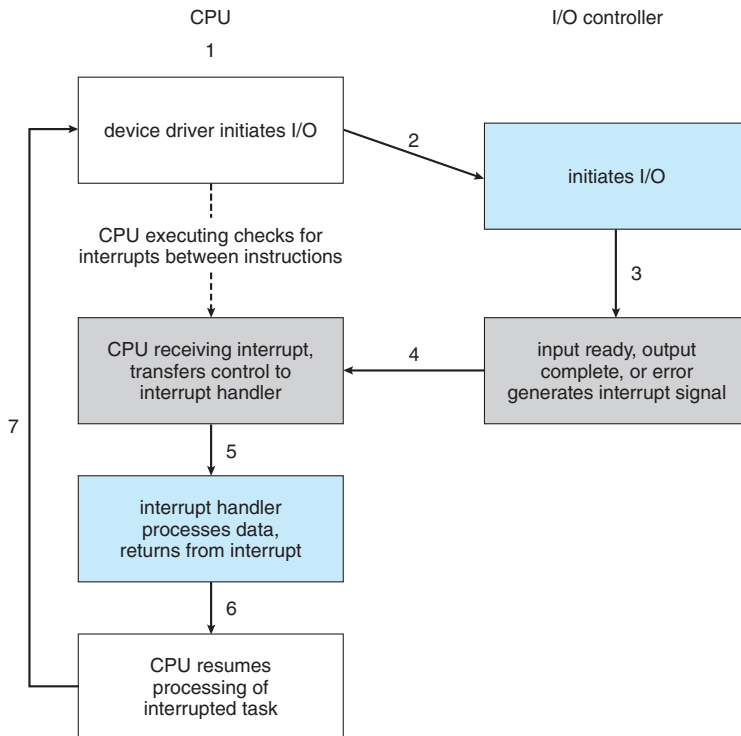 CPU
I/O controller
1
device driver initiates I/O
2
initiates I/O
CPU executing checks for
interrupts between instructions
3
CPU receiving interrupt,
transfers control to
interrupt handler
4
input ready, output
complete, or error
generates interrupt signal
7
5
interrupt handler
processes data,
returns from interrupt
6
CPU resumes
processing of
interrupted task